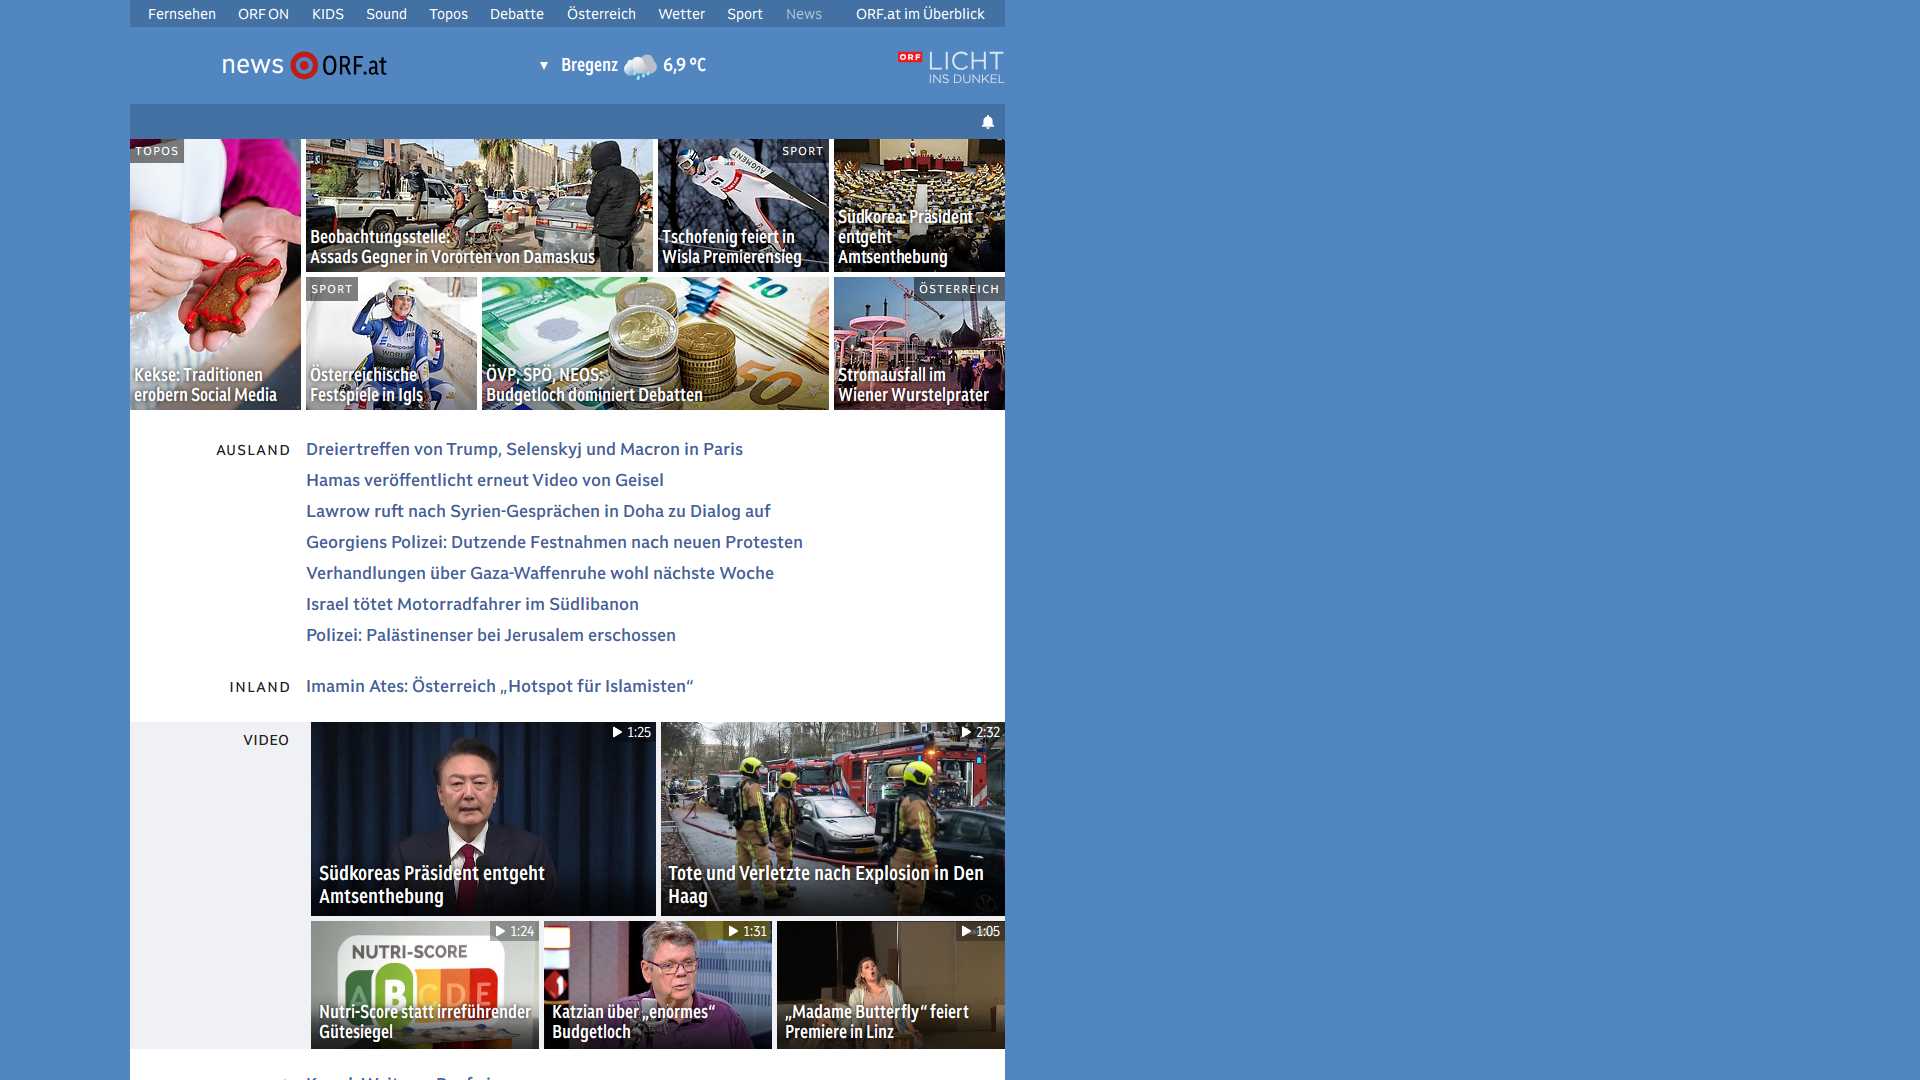 Fernsehen ORF ON KIDS Sound Topos Debatte Österreich Wetter Sport News ORF.at im Überblick
news ORF.at
Bregenz 6,9 °C
ORF LICHT
INS DUNKEL
TOPOS
Kekse: Traditionen
erobern Social Media
Beobachtungsstelle:
Assads Gegner in Vororten von Damaskus
SPORT
Tschofenig feiert in
Wisla Premierensieg
Südkorea: Präsident
entgeht
Amtsenthebung
SPORT
Österreichische
Festspiele in Igls
ÖVP, SPÖ, NEOS:
Budgetloch dominiert Debatten
ÖSTERREICH
Stromausfall im
Wiener Wurstelprater
AUSLAND
Dreiertreffen von Trump, Selenskyj und Macron in Paris
Hamas veröffentlicht erneut Video von Geisel
Lawrow ruft nach Syrien-Gesprächen in Doha zu Dialog auf
Georgiens Polizei: Dutzende Festnahmen nach neuen Protesten
Verhandlungen über Gaza-Waffenruhe wohl nächste Woche
Israel tötet Motorradfahrer im Südlibanon
Polizei: Palästinenser bei Jerusalem erschossen
INLAND
Imamin Ates: Österreich „Hotspot für Islamisten“
VIDEO
1:25
Südkoreas Präsident entgeht
Amtsenthebung
2:32
Tote und Verletzte nach Explosion in Den
Haag
1:24
NUTRI-SCORE
A B C D E
Nutri-Score statt irreführender
Gütesiegel
1:31
Katzian über „enormes“
Budgetloch
1:05
„Madame Butterfly“ feiert
Premiere in Linz